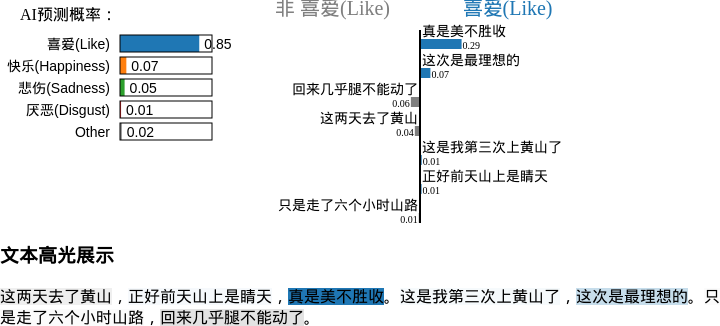 AI预测概率：
喜爱(Like) 0.85
快乐(Happiness) 0.07
悲伤(Sadness) 0.05
厌恶(Disgust) 0.01
Other 0.02
非 喜爱(Like) 喜爱(Like)
真是美不胜收
0.29
这次是最理想的
0.07
回来几乎腿不能动了
0.06
这两天去了黄山
0.04
这是我第三次上黄山了
0.01
正好前天山上是晴天
0.01
只是走了六个小时山路
0.01
文本高光展示
这两天去了黄山，正好前天山上是晴天，真是美不胜收。这是我第三次上黄山了，这次是最理想的。只
是走了六个小时山路，回来几乎腿不能动了。